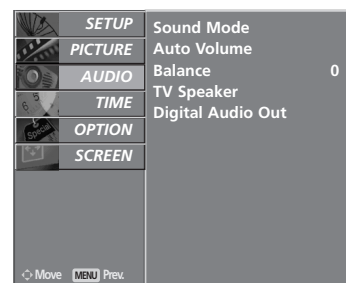 SETUP
PICTURE
AUDIO
TIME
OPTION
SCREEN
Sound Mode
Auto Volume
Balance 0
TV Speaker
Digital Audio Out
Special
Move MENU Prev.